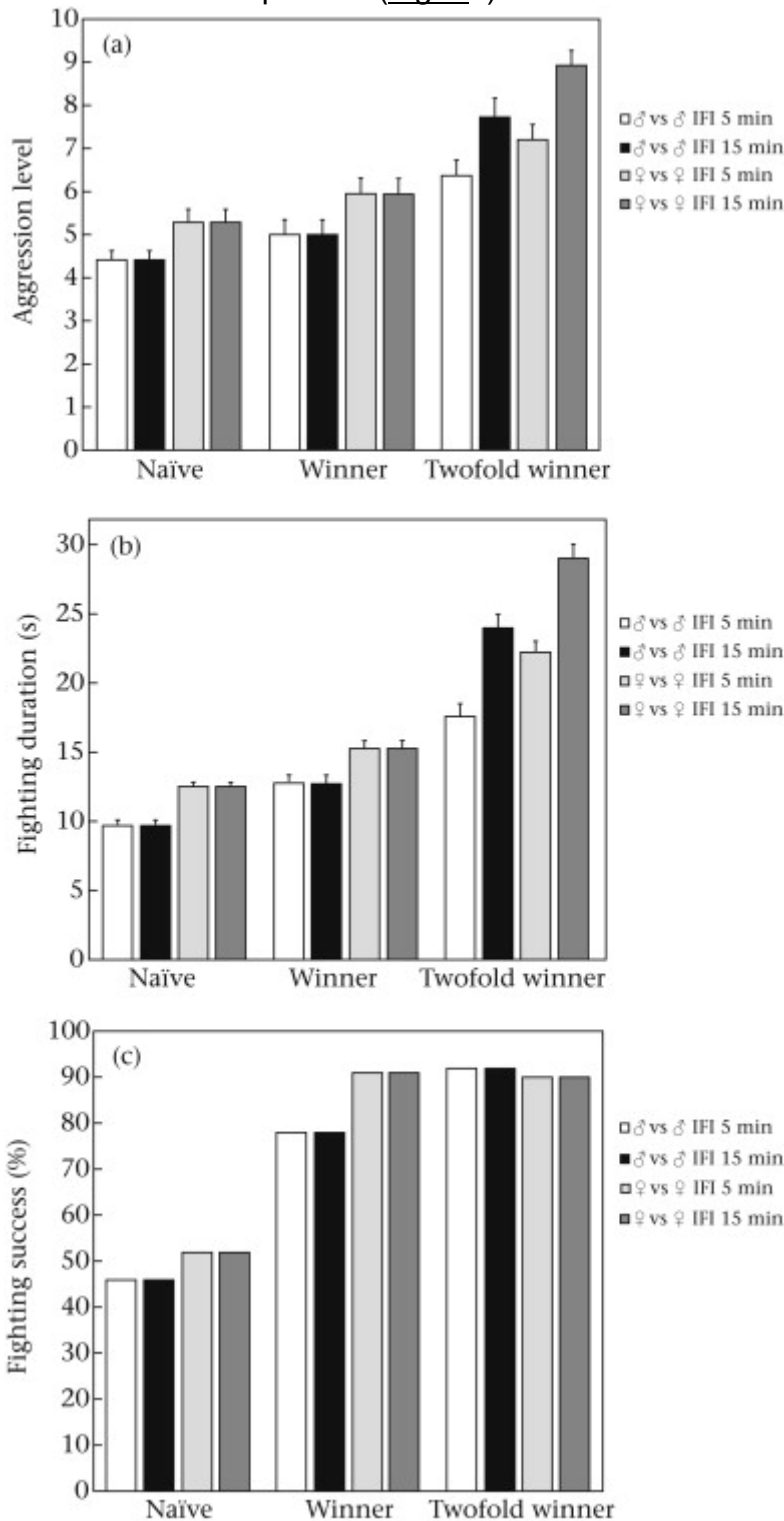 (a)
Aggression level
10
9
8
7
6
5
4
3
2
1
0
Naïve Winner Twofold winner
♂ vs ♂ IFI 5 min
♂ vs ♂ IFI 15 min
♀ vs ♀ IFI 5 min
♀ vs ♀ IFI 15 min
(b)
Fighting duration (s)
30
25
20
15
10
5
0
Naïve Winner Twofold winner
♂ vs ♂ IFI 5 min
♂ vs ♂ IFI 15 min
♀ vs ♀ IFI 5 min
♀ vs ♀ IFI 15 min
(c)
Fighting success (%)
100
90
80
70
60
50
40
30
20
10
0
Naïve Winner Twofold winner
♂ vs ♂ IFI 5 min
♂ vs ♂ IFI 15 min
♀ vs ♀ IFI 5 min
♀ vs ♀ IFI 15 min